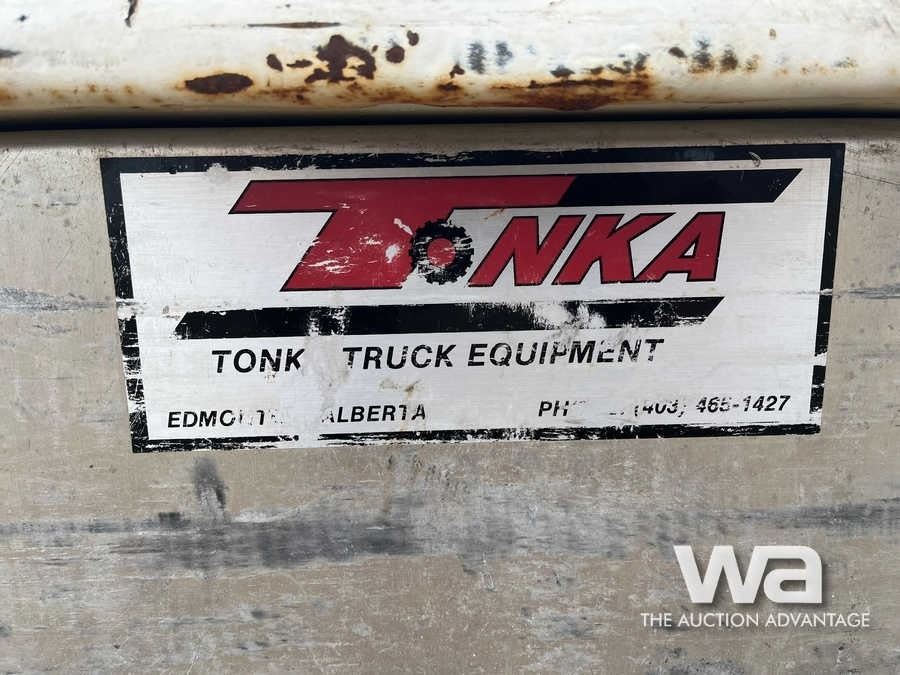 TONKA
TONK TRUCK EQUIPMENT
ALBERTA (403) 465-1427
wa
THE AUCTION ADVANTAGE